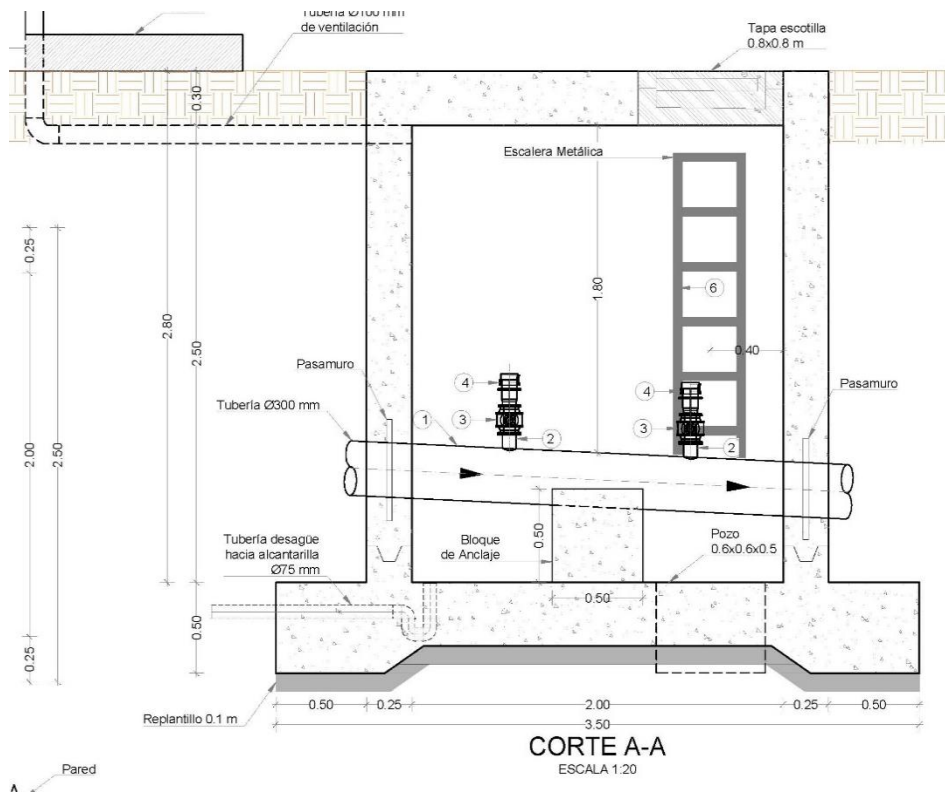 Tubería Ø100 mm
de ventilación
Tapa escotilla
0.8x0.8 m
0.30
Escalera Metálica
0.25
1.80
6
2.80
2.50
0.40
Pasamuro
4
4
Pasamuro
Tubería Ø300 mm
1
3
3
2
2
2.00
2.50
Tubería desagüe
hacia alcantarilla
Ø75 mm
0.50
Bloque
de Anclaje
Pozo
0.6x0.6x0.5
0.50
0.50
0.25
Replantillo 0.1 m
0.50
0.25
2.00
0.25
0.50
3.50
CORTE A-A
ESCALA 1:20
Pared
A